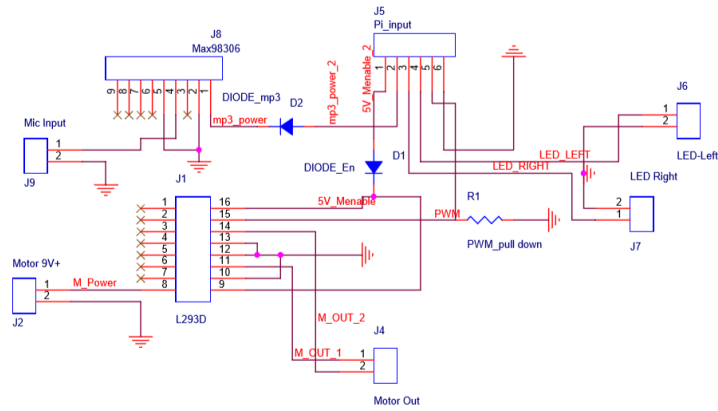 J8
Max98306
9 8 7 6 5 4 3 2 1
J5
Pi_input
1 2 3 4 5 6
5V_Menable_2
mp3_power_2
DIODE_mp3
D2
mp3_power
J6
1
2
LED-Left
Mic Input
1
2
J9
DIODE_En
D1
LED_LEFT
LED_RIGHT
LED Right
2
1
J7
J1
5V_Menable
PWM
R1
PWM_pull down
1 16
2 15
3 14
4 13
5 12
6 11
7 10
8 9
L293D
Motor 9V+
1
2
J2
M_Power
M_OUT_2
M_OUT_1
J4
1
2
Motor Out